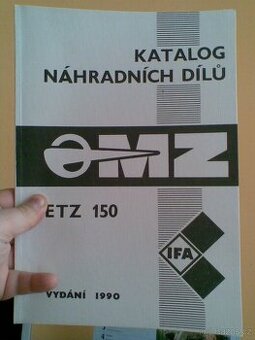 KATALOG
NÁHRADNÍCH DÍLŮ
MZ
ETZ 150
IFA
VYDÁNÍ 1990